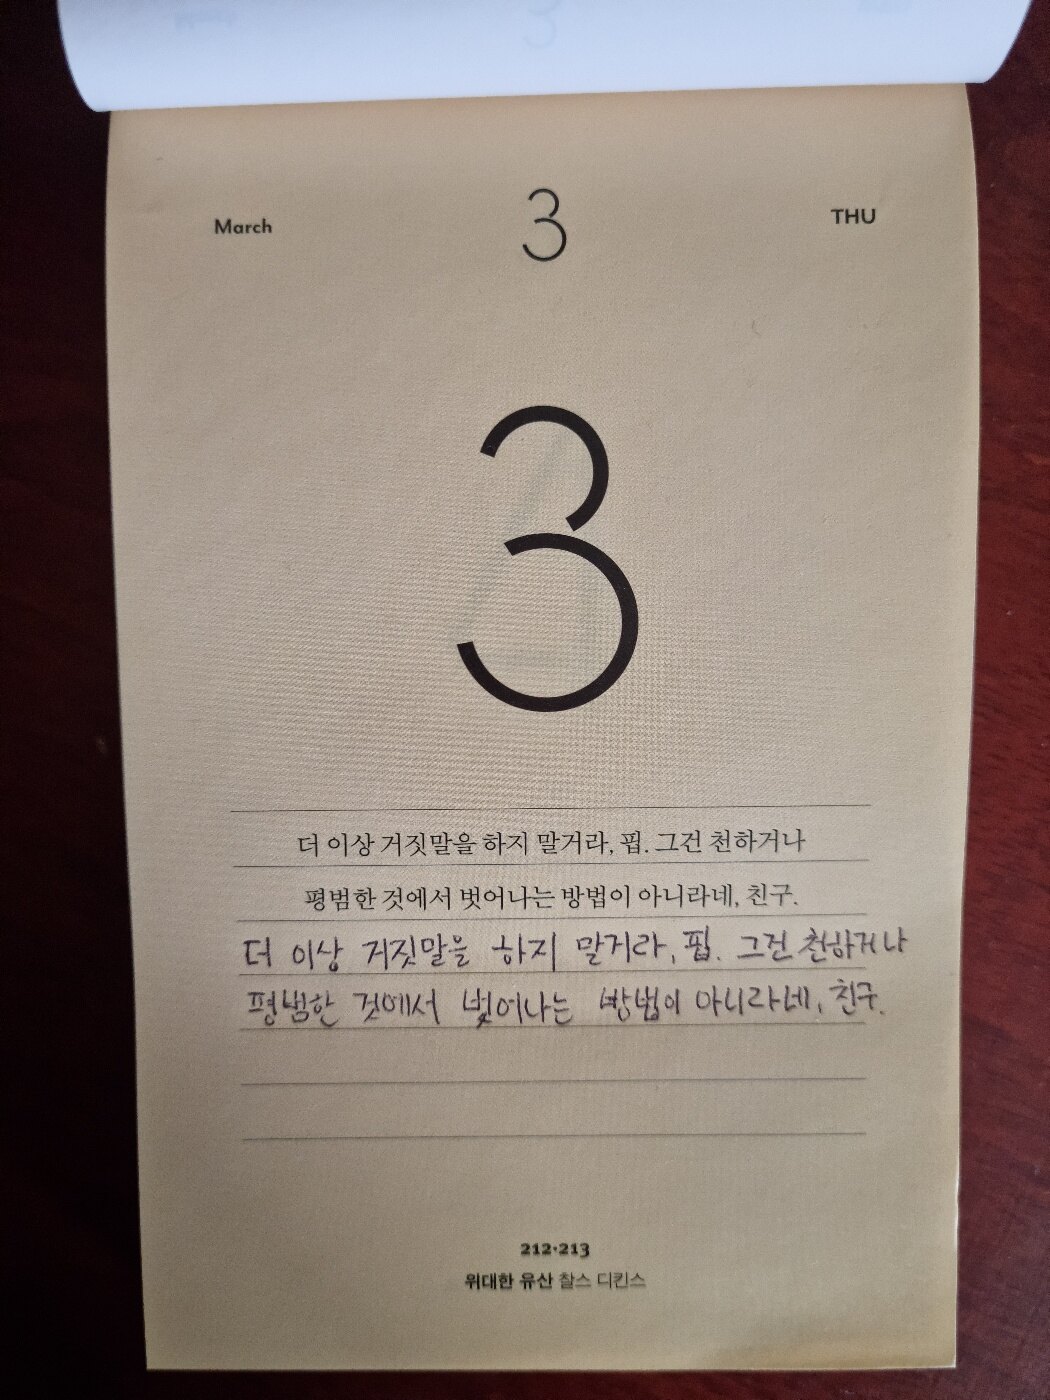 March 3 THU
3
더 이상 거짓말을 하지 말거라, 핍. 그건 천하거나
평범한 것에서 벗어나는 방법이 아니라네, 친구.
더 이상 거짓말을 하지 말거라, 핍. 그건 천하거나
평범한 것에서 벗어나는 방법이 아니라네, 친구.
212·213
위대한 유산 찰스 디킨스